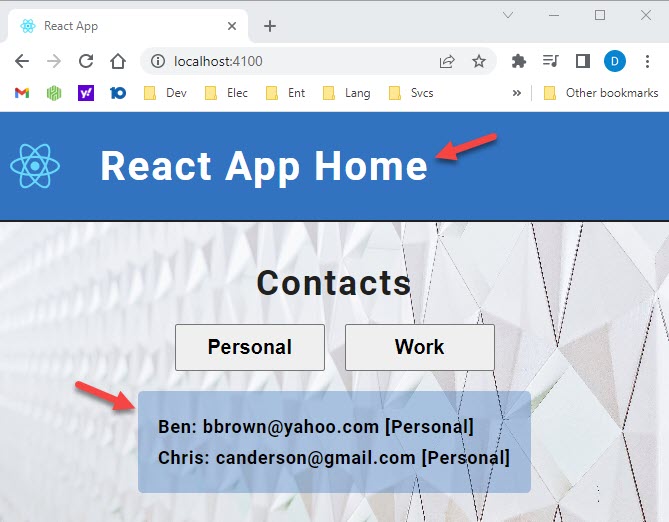 React App
localhost:4100
D
Dev
Elec
Ent
Lang
Svcs
»
Other bookmarks
React App Home
Contacts
Personal
Work
Ben: bbrown@yahoo.com [Personal]
Chris: canderson@gmail.com [Personal]